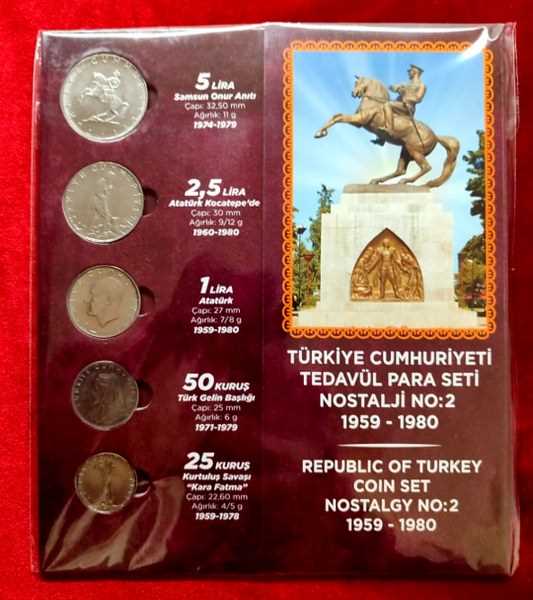 5 LİRA
Samsun Onur Anıtı
Çapı: 32,50 mm
Ağırlık: 11 g
1974-1979
2,5 LİRA
Atatürk Kocatepe'de
Çapı: 30 mm
Ağırlık: 9/12 g
1960-1980
1 LİRA
Atatürk
Çapı: 27 mm
Ağırlık: 7/8 g
1959-1980
50 KURUŞ
Türk Gelin Başlığı
Çapı: 25 mm
Ağırlık: 6 g
1971-1979
25 KURUŞ
Kurtuluş Savaşı
"Kara Fatma"
Çapı: 22,60 mm
Ağırlık: 4/5 g
1959-1978
TÜRKİYE CUMHURİYETİ
TEDAVÜL PARA SETİ
NOSTALJİ NO:2
1959 - 1980
REPUBLIC OF TURKEY
COIN SET
NOSTALGY NO:2
1959 - 1980